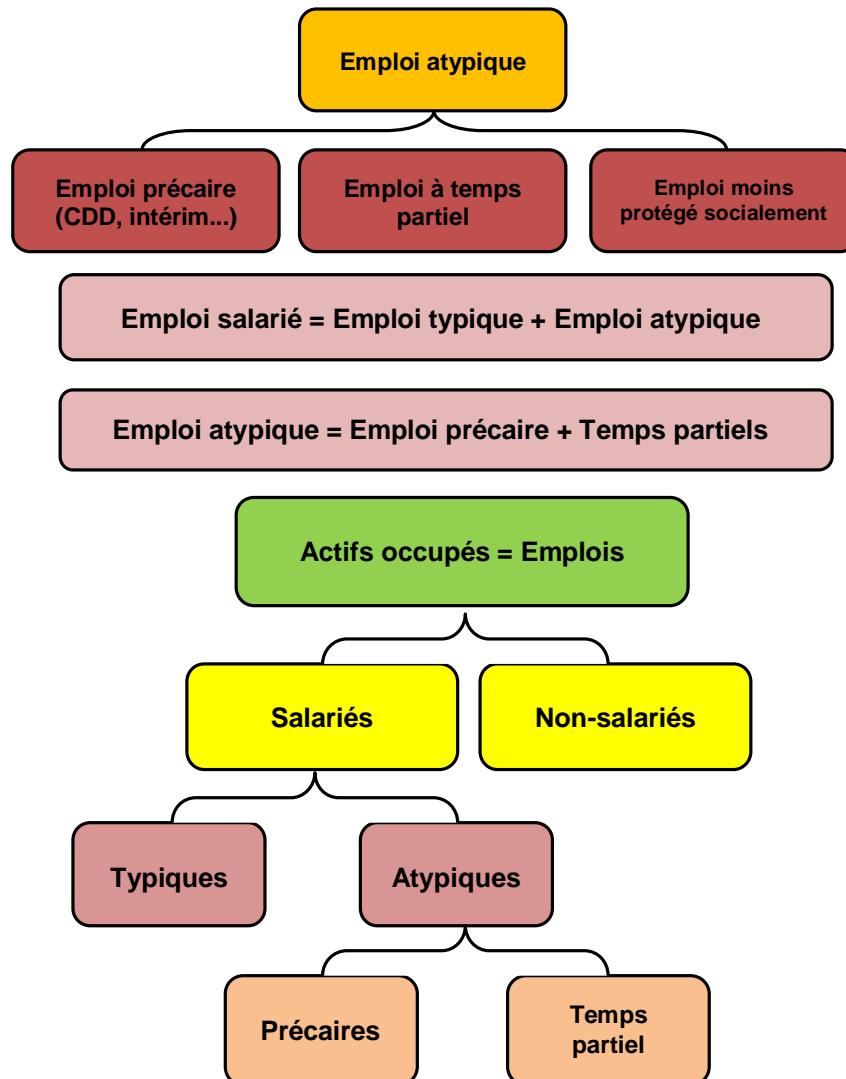 Emploi atypique
Emploi précaire
(CDD, intérim...)
Emploi à temps
partiel
Emploi moins
protégé socialement
Emploi salarié = Emploi typique + Emploi atypique
Emploi atypique = Emploi précaire + Temps partiels
Actifs occupés = Emplois
Salariés
Non-salariés
Typiques
Atypiques
Précaires
Temps
partiel